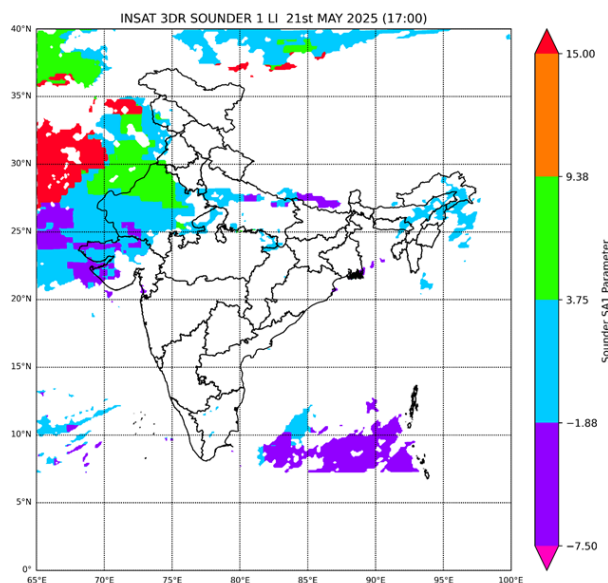 INSAT 3DR SOUNDER 1 LI  21st MAY 2025 (17:00)
40°N
35°N
30°N
25°N
20°N
15°N
10°N
5°N
0°
65°E 70°E 75°E 80°E 85°E 90°E 95°E 100°E
15.00
9.38
3.75
−1.88
−7.50
Sounder SA1 Parameter